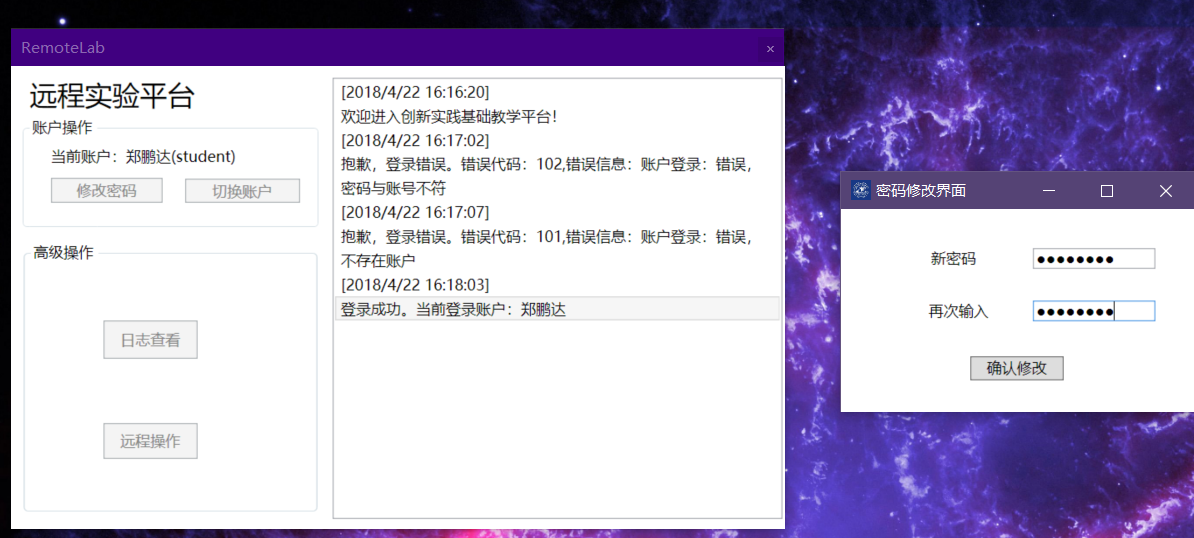 RemoteLab
远程实验平台
账户操作
当前账户：郑鹏达(student)
修改密码 切换账户
高级操作
日志查看
远程操作
[2018/4/22 16:16:20]
欢迎进入创新实践基础教学平台！
[2018/4/22 16:17:02]
抱歉，登录错误。错误代码：102,错误信息：账户登录：错误，
密码与账号不符
[2018/4/22 16:17:07]
抱歉，登录错误。错误代码：101,错误信息：账户登录：错误，
不存在账户
[2018/4/22 16:18:03]
登录成功。当前登录账户：郑鹏达
密码修改界面
新密码 ●●●●●●●●
再次输入 ●●●●●●●●
确认修改